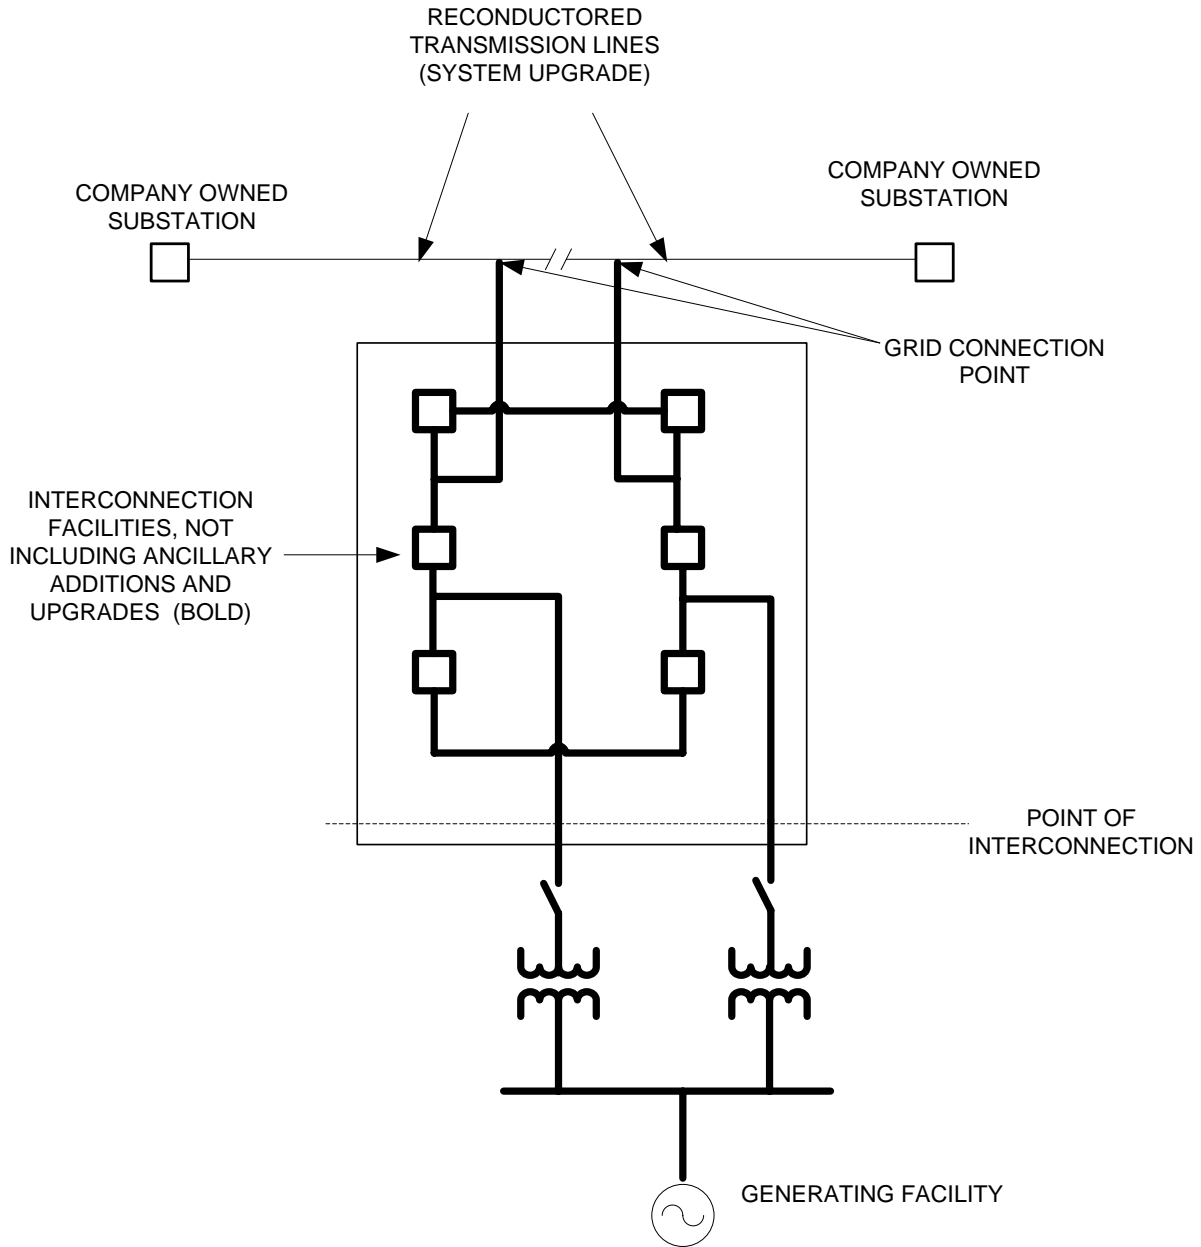 RECONDUCTORED
TRANSMISSION LINES
(SYSTEM UPGRADE)
COMPANY OWNED
SUBSTATION
COMPANY OWNED
SUBSTATION
GRID CONNECTION
POINT
INTERCONNECTION
FACILITIES, NOT
INCLUDING ANCILLARY
ADDITIONS AND
UPGRADES  (BOLD)
POINT OF
INTERCONNECTION
GENERATING FACILITY